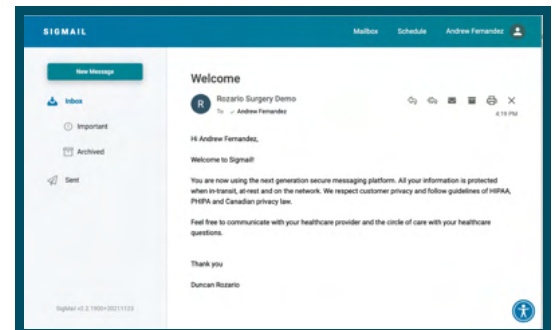 SIGMAIL
Mailbox Schedule Andrew Fernandez
New Message
Inbox
Important
Archived
Sent
Welcome
R
Rozario Surgery Demo
To Andrew Fernandez
4:19 PM
Hi Andrew Fernandez,
Welcome to Sigmail!
You are now using the next generation secure messaging platform. All your information is protected
when in-transit, at-rest and on the network. We respect customer privacy and follow guidelines of HIPAA,
PHIPA and Canadian privacy law.
Feel free to communicate with your healthcare provider and the circle of care with your healthcare
questions.
Thank you
Duncan Rozario